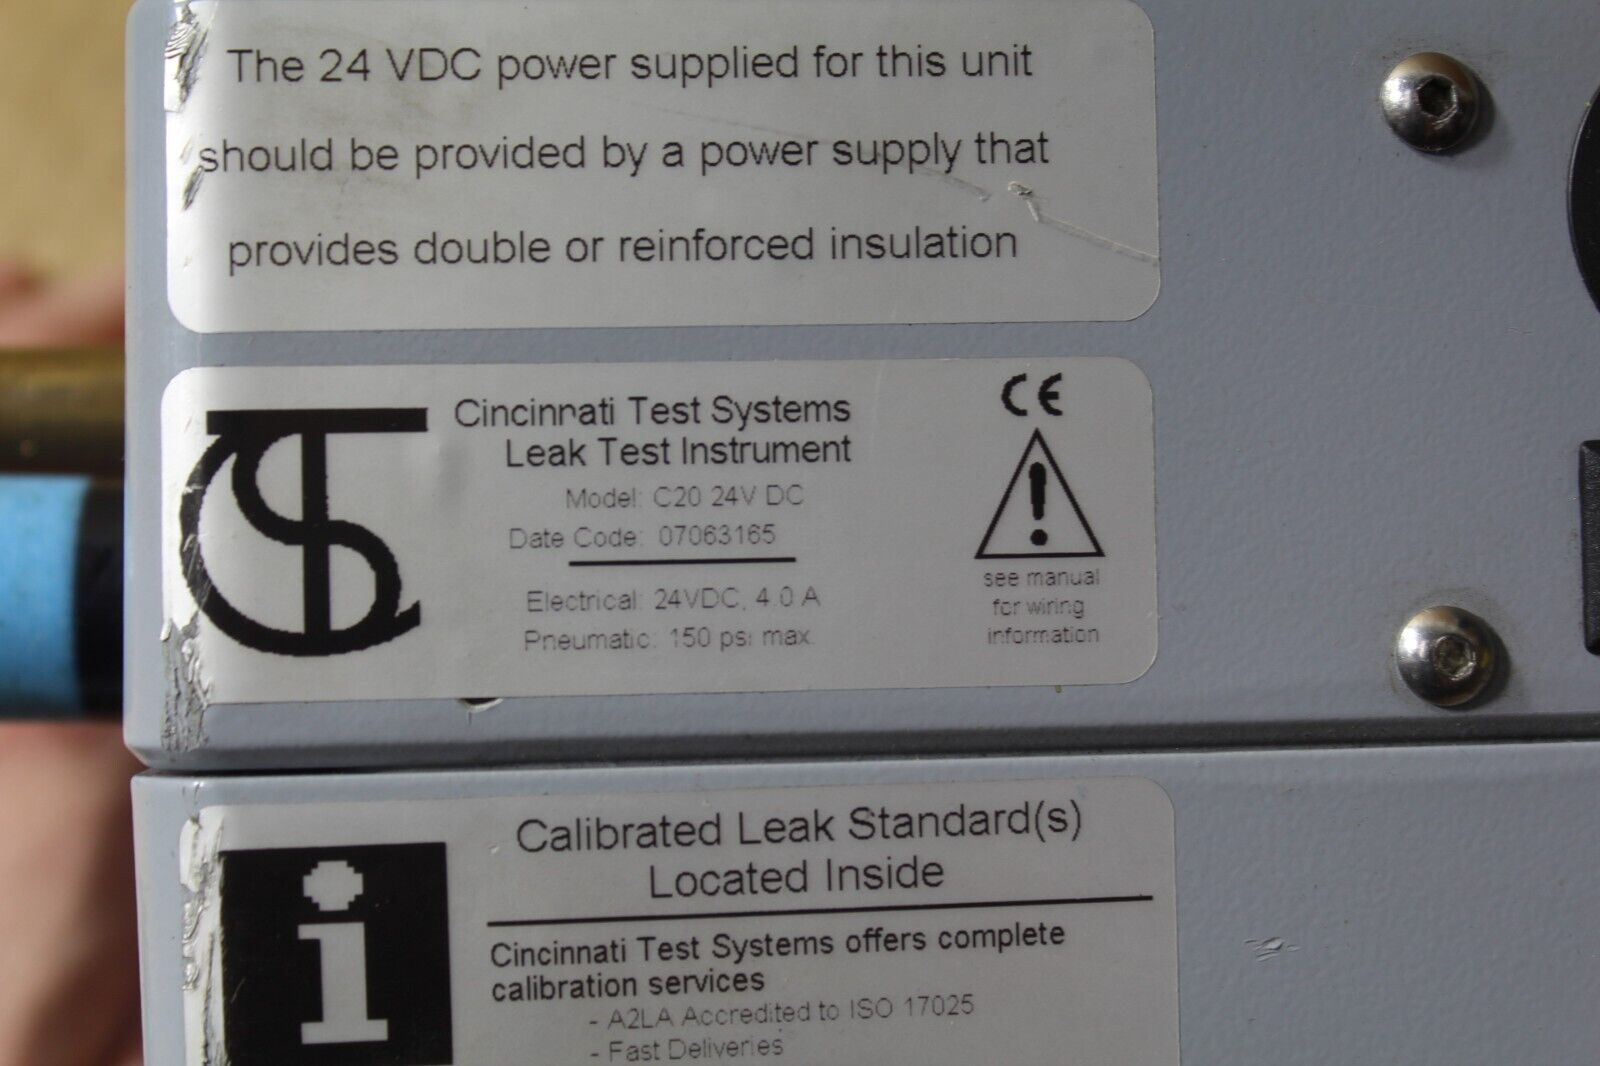 The 24 VDC power supplied for this unit
should be provided by a power supply that
provides double or reinforced insulation
Cincinnati Test Systems
Leak Test Instrument
Model: C20 24V DC
Date Code: 07063165
Electrical: 24VDC, 4.0 A
Pneumatic: 150 psi max.
CE
see manual
for wiring
information
Calibrated Leak Standard(s)
Located Inside
Cincinnati Test Systems offers complete
calibration services
- A2LA Accredited to ISO 17025
- Fast Deliveries